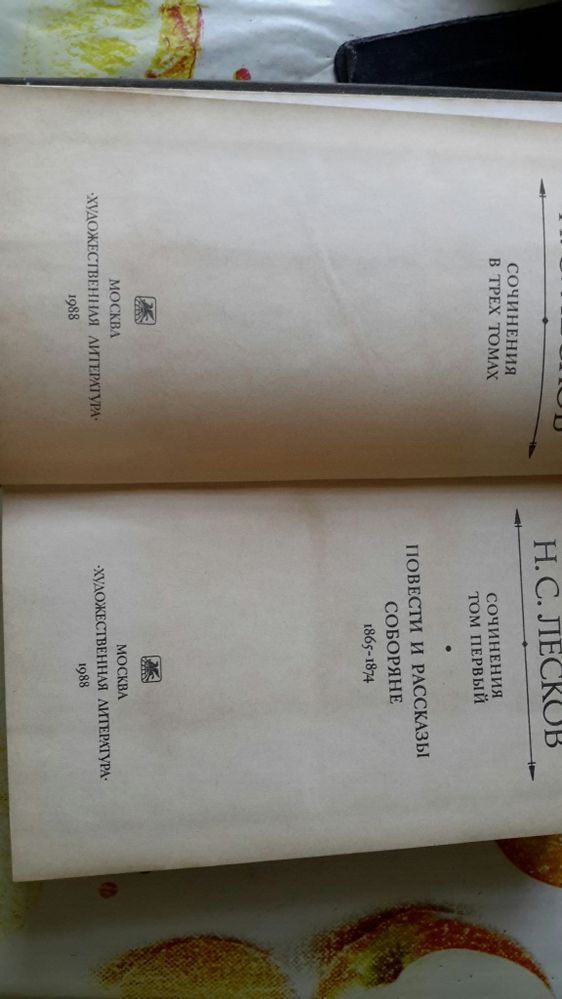 СОЧИНЕНИЯ
В ТРЕХ ТОМАХ
МОСКВА
·ХУДОЖЕСТВЕННАЯ ЛИТЕРАТУРА·
1988
Н. С. ЛЕСКОВ
СОЧИНЕНИЯ
ТОМ ПЕРВЫЙ
ПОВЕСТИ И РАССКАЗЫ
СОБОРЯНЕ
1865-1874
МОСКВА
·ХУДОЖЕСТВЕННАЯ ЛИТЕРАТУРА·
1988